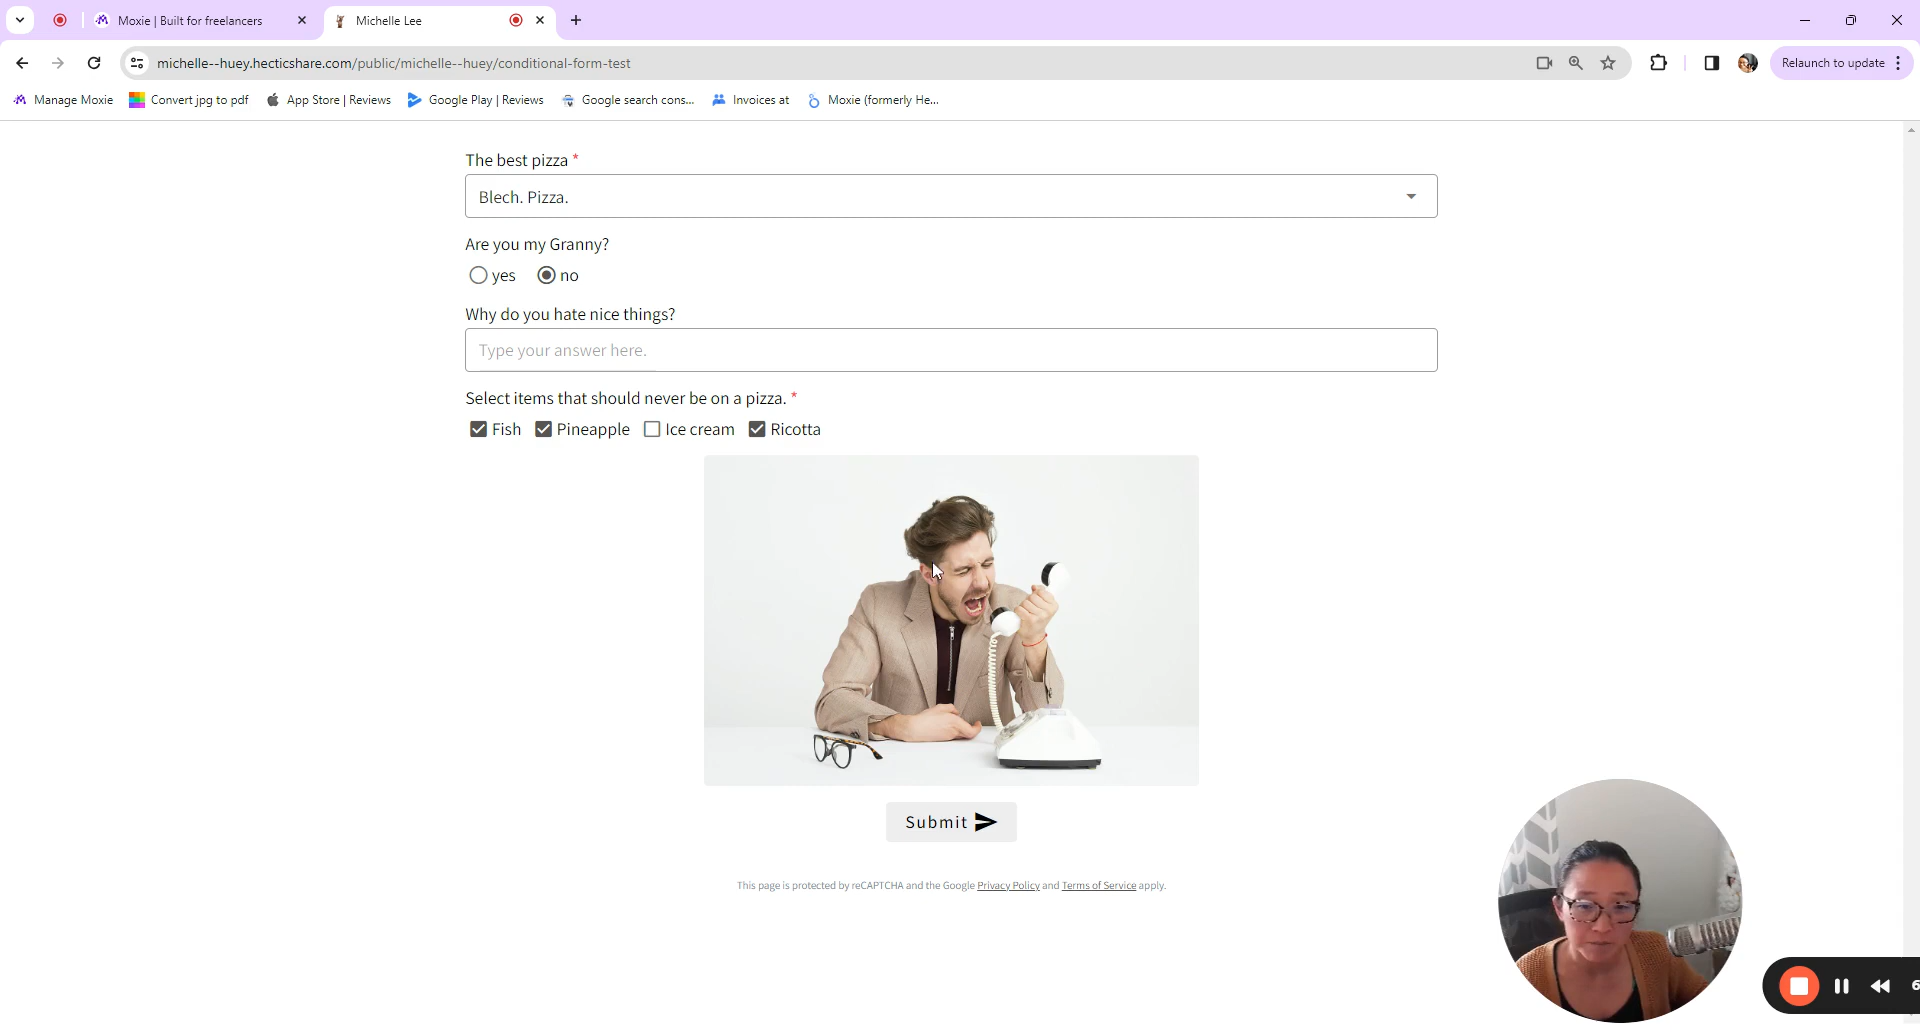 Moxie | Built for freelancers
Michelle Lee
michelle--huey.hecticshare.com/public/michelle--huey/conditional-form-test
Relaunch to update
Manage Moxie
Convert jpg to pdf
App Store | Reviews
Google Play | Reviews
Google search cons...
Invoices at
Moxie (formerly He...
The best pizza *
Blech. Pizza.
Are you my Granny?
yes no
Why do you hate nice things?
Type your answer here.
Select items that should never be on a pizza. *
Fish Pineapple Ice cream Ricotta
Submit
This page is protected by reCAPTCHA and the Google Privacy Policy and Terms of Service apply.